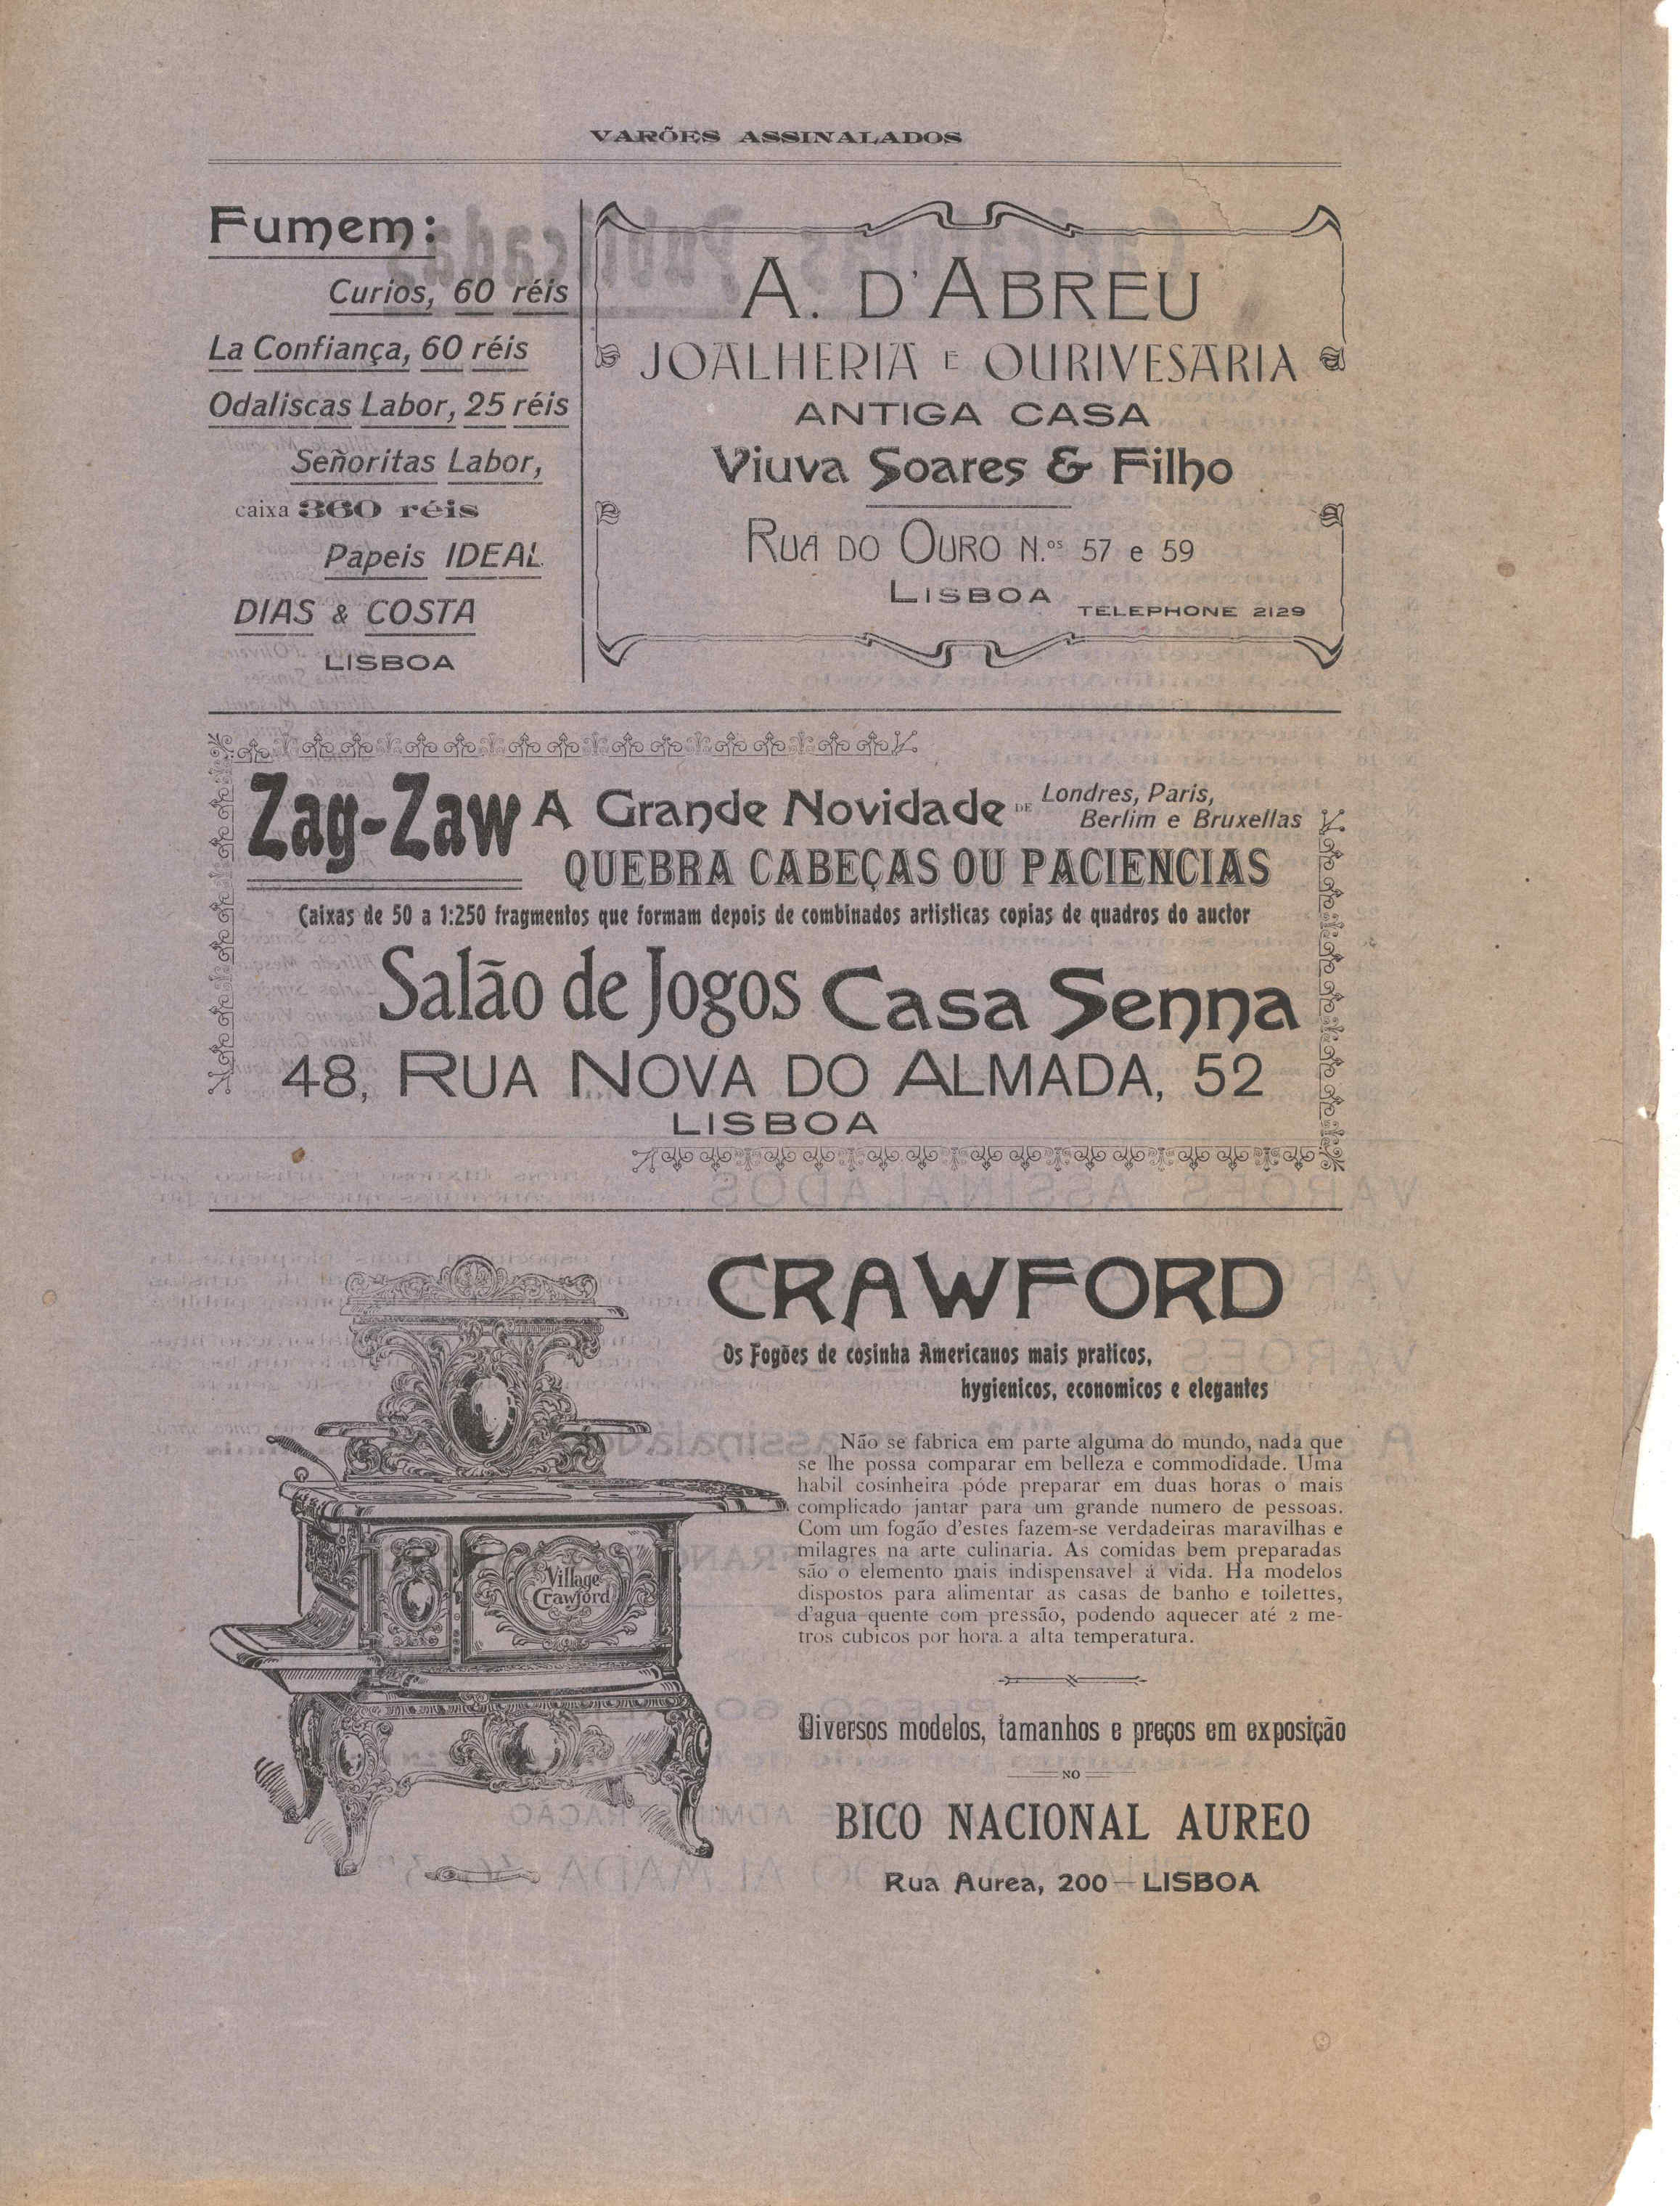 VARÕES ASSINALADOS
Fumem:
Curios, 60 réis
La Confiança, 60 réis
Odaliscas Labor, 25 réis
Señoritas Labor,
caixa 360 réis
Papeis IDEAL
DIAS & COSTA
LISBOA
A. D'ABREU
JOALHERIA E OURIVESARIA
ANTIGA CASA
Viuva Soares & Filho
RUA DO OURO N.os 57 e 59
LISBOA
TELEPHONE 2129
Zag-Zaw A Grande Novidade DE Londres, Paris,
Berlim e Bruxellas
QUEBRA CABEÇAS OU PACIENCIAS
Caixas de 50 a 1:250 fragmentos que formam depois de combinados artisticas copias de quadros do auctor
Salão de Jogos Casa Senna
48, RUA NOVA DO ALMADA, 52
LISBOA
CRAWFORD
Os Fogões de cosinha Americanos mais praticos,
hygienicos, economicos e elegantes
Não se fabrica em parte alguma do mundo, nada que
se lhe possa comparar em belleza e commodidade. Uma
habil cosinheira póde preparar em duas horas o mais
complicado jantar para um grande numero de pessoas.
Com um fogão d'estes fazem-se verdadeiras maravilhas e
milagres na arte culinaria. As comidas bem preparadas
são o elemento mais indispensavel á vida. Ha modelos
dispostos para alimentar as casas de banho e toilettes,
d'agua quente com pressão, podendo aquecer até 2 me-
tros cubicos por hora a alta temperatura.
Village
Crawford
Diversos modelos, tamanhos e preços em exposição
NO
BICO NACIONAL AUREO
Rua Aurea, 200—LISBOA